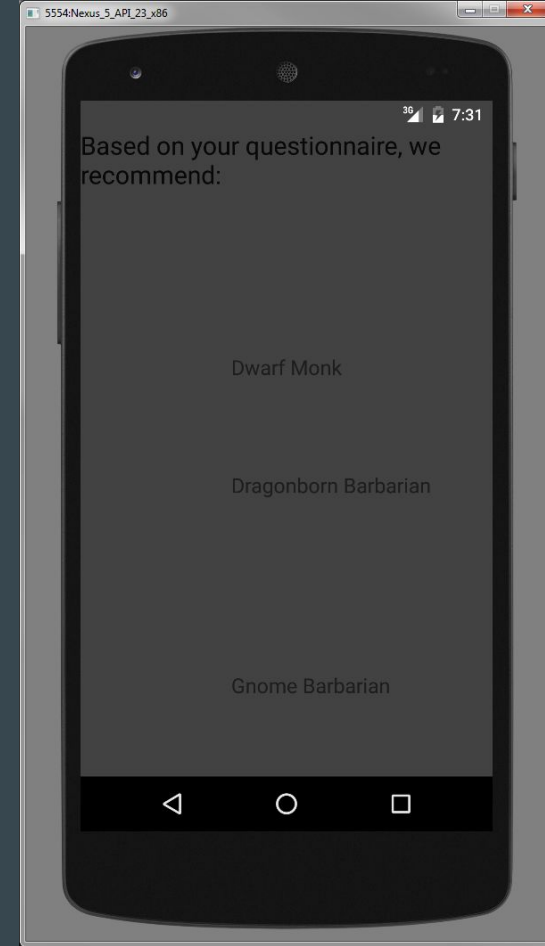 5554:Nexus_5_API_23_x86
3G 7:31
Based on your questionnaire, we
recommend:
Dwarf Monk
Dragonborn Barbarian
Gnome Barbarian